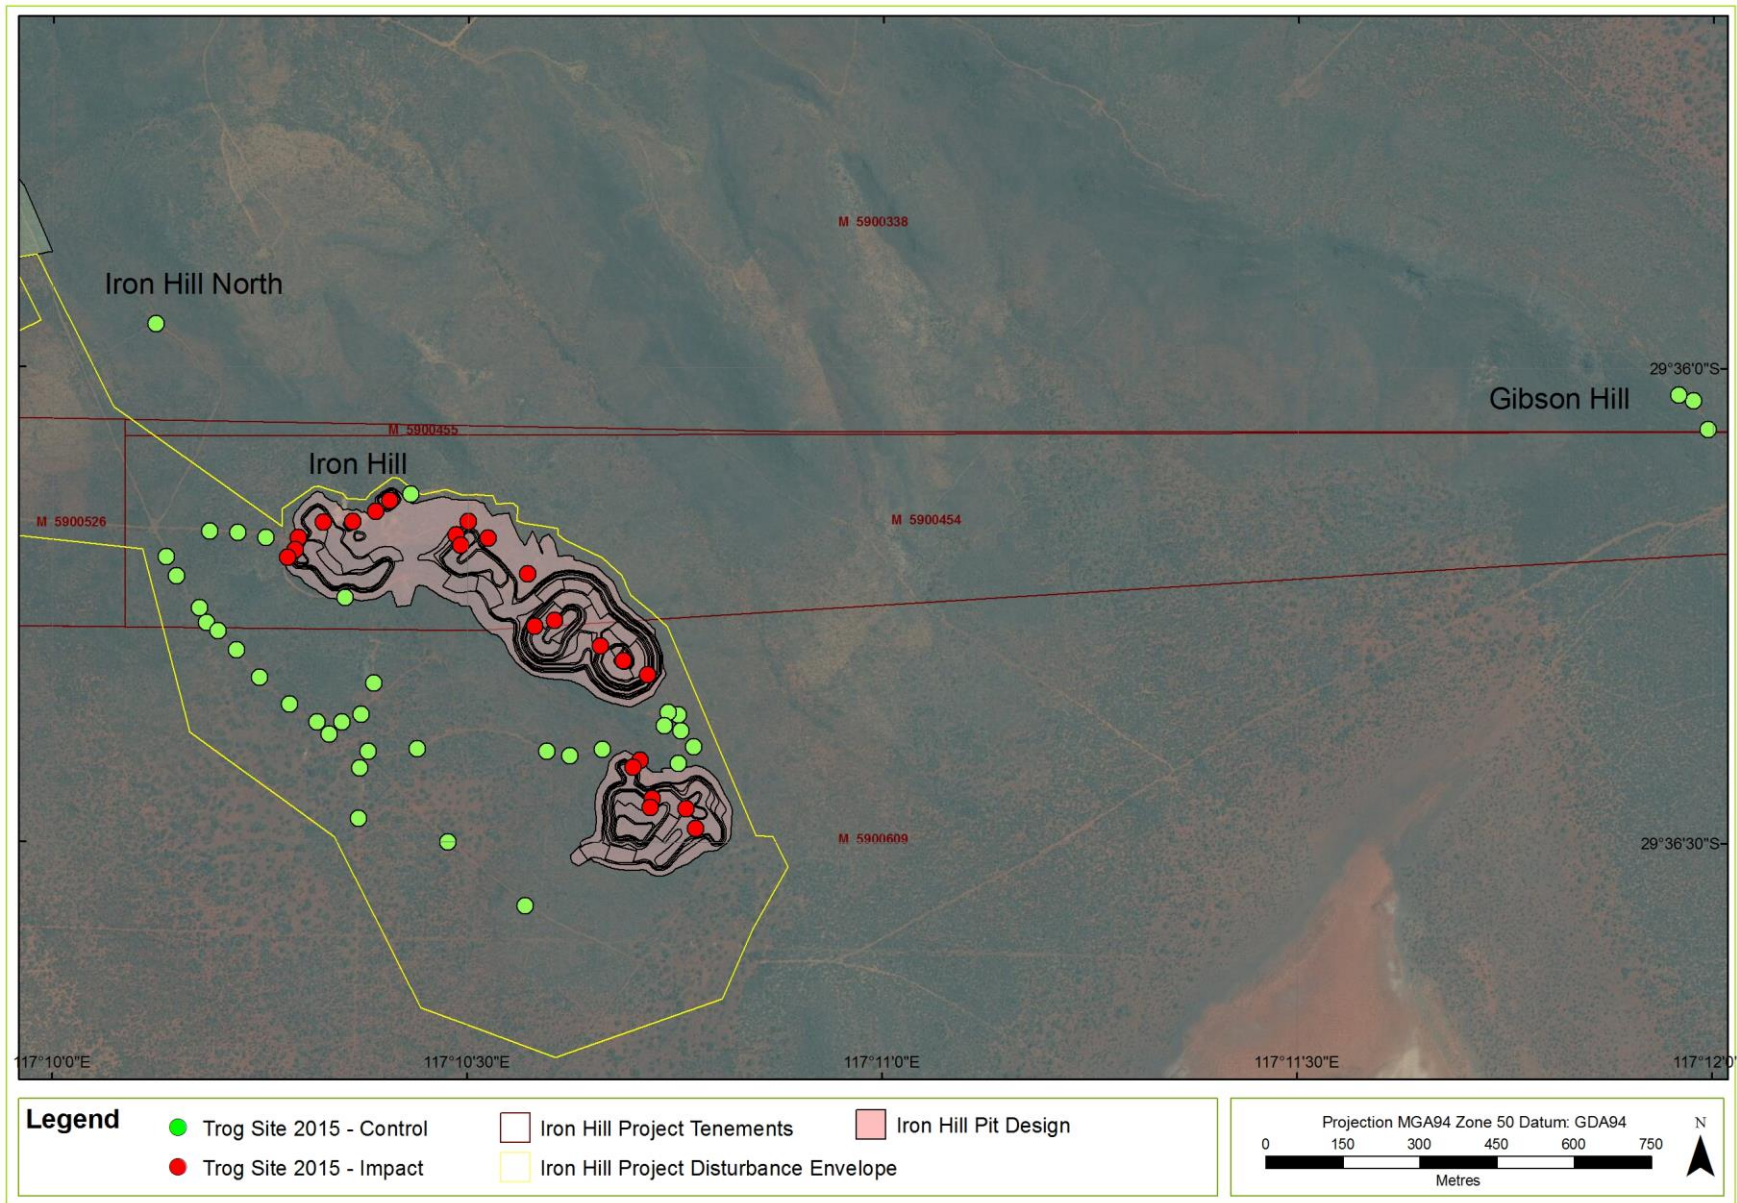 M 5900338
Iron Hill North
29°36'0"S
Gibson Hill
M 5900455
Iron Hill
M 5900526
M 5900454
M 5900609
29°36'30"S
117°10'0"E
117°10'30"E
117°11'0"E
117°11'30"E
117°12'0"
Legend
Trog Site 2015 - Control
Trog Site 2015 - Impact
Iron Hill Project Tenements
Iron Hill Project Disturbance Envelope
Iron Hill Pit Design
Projection MGA94 Zone 50 Datum: GDA94
0 150 300 450 600 750
Metres
N